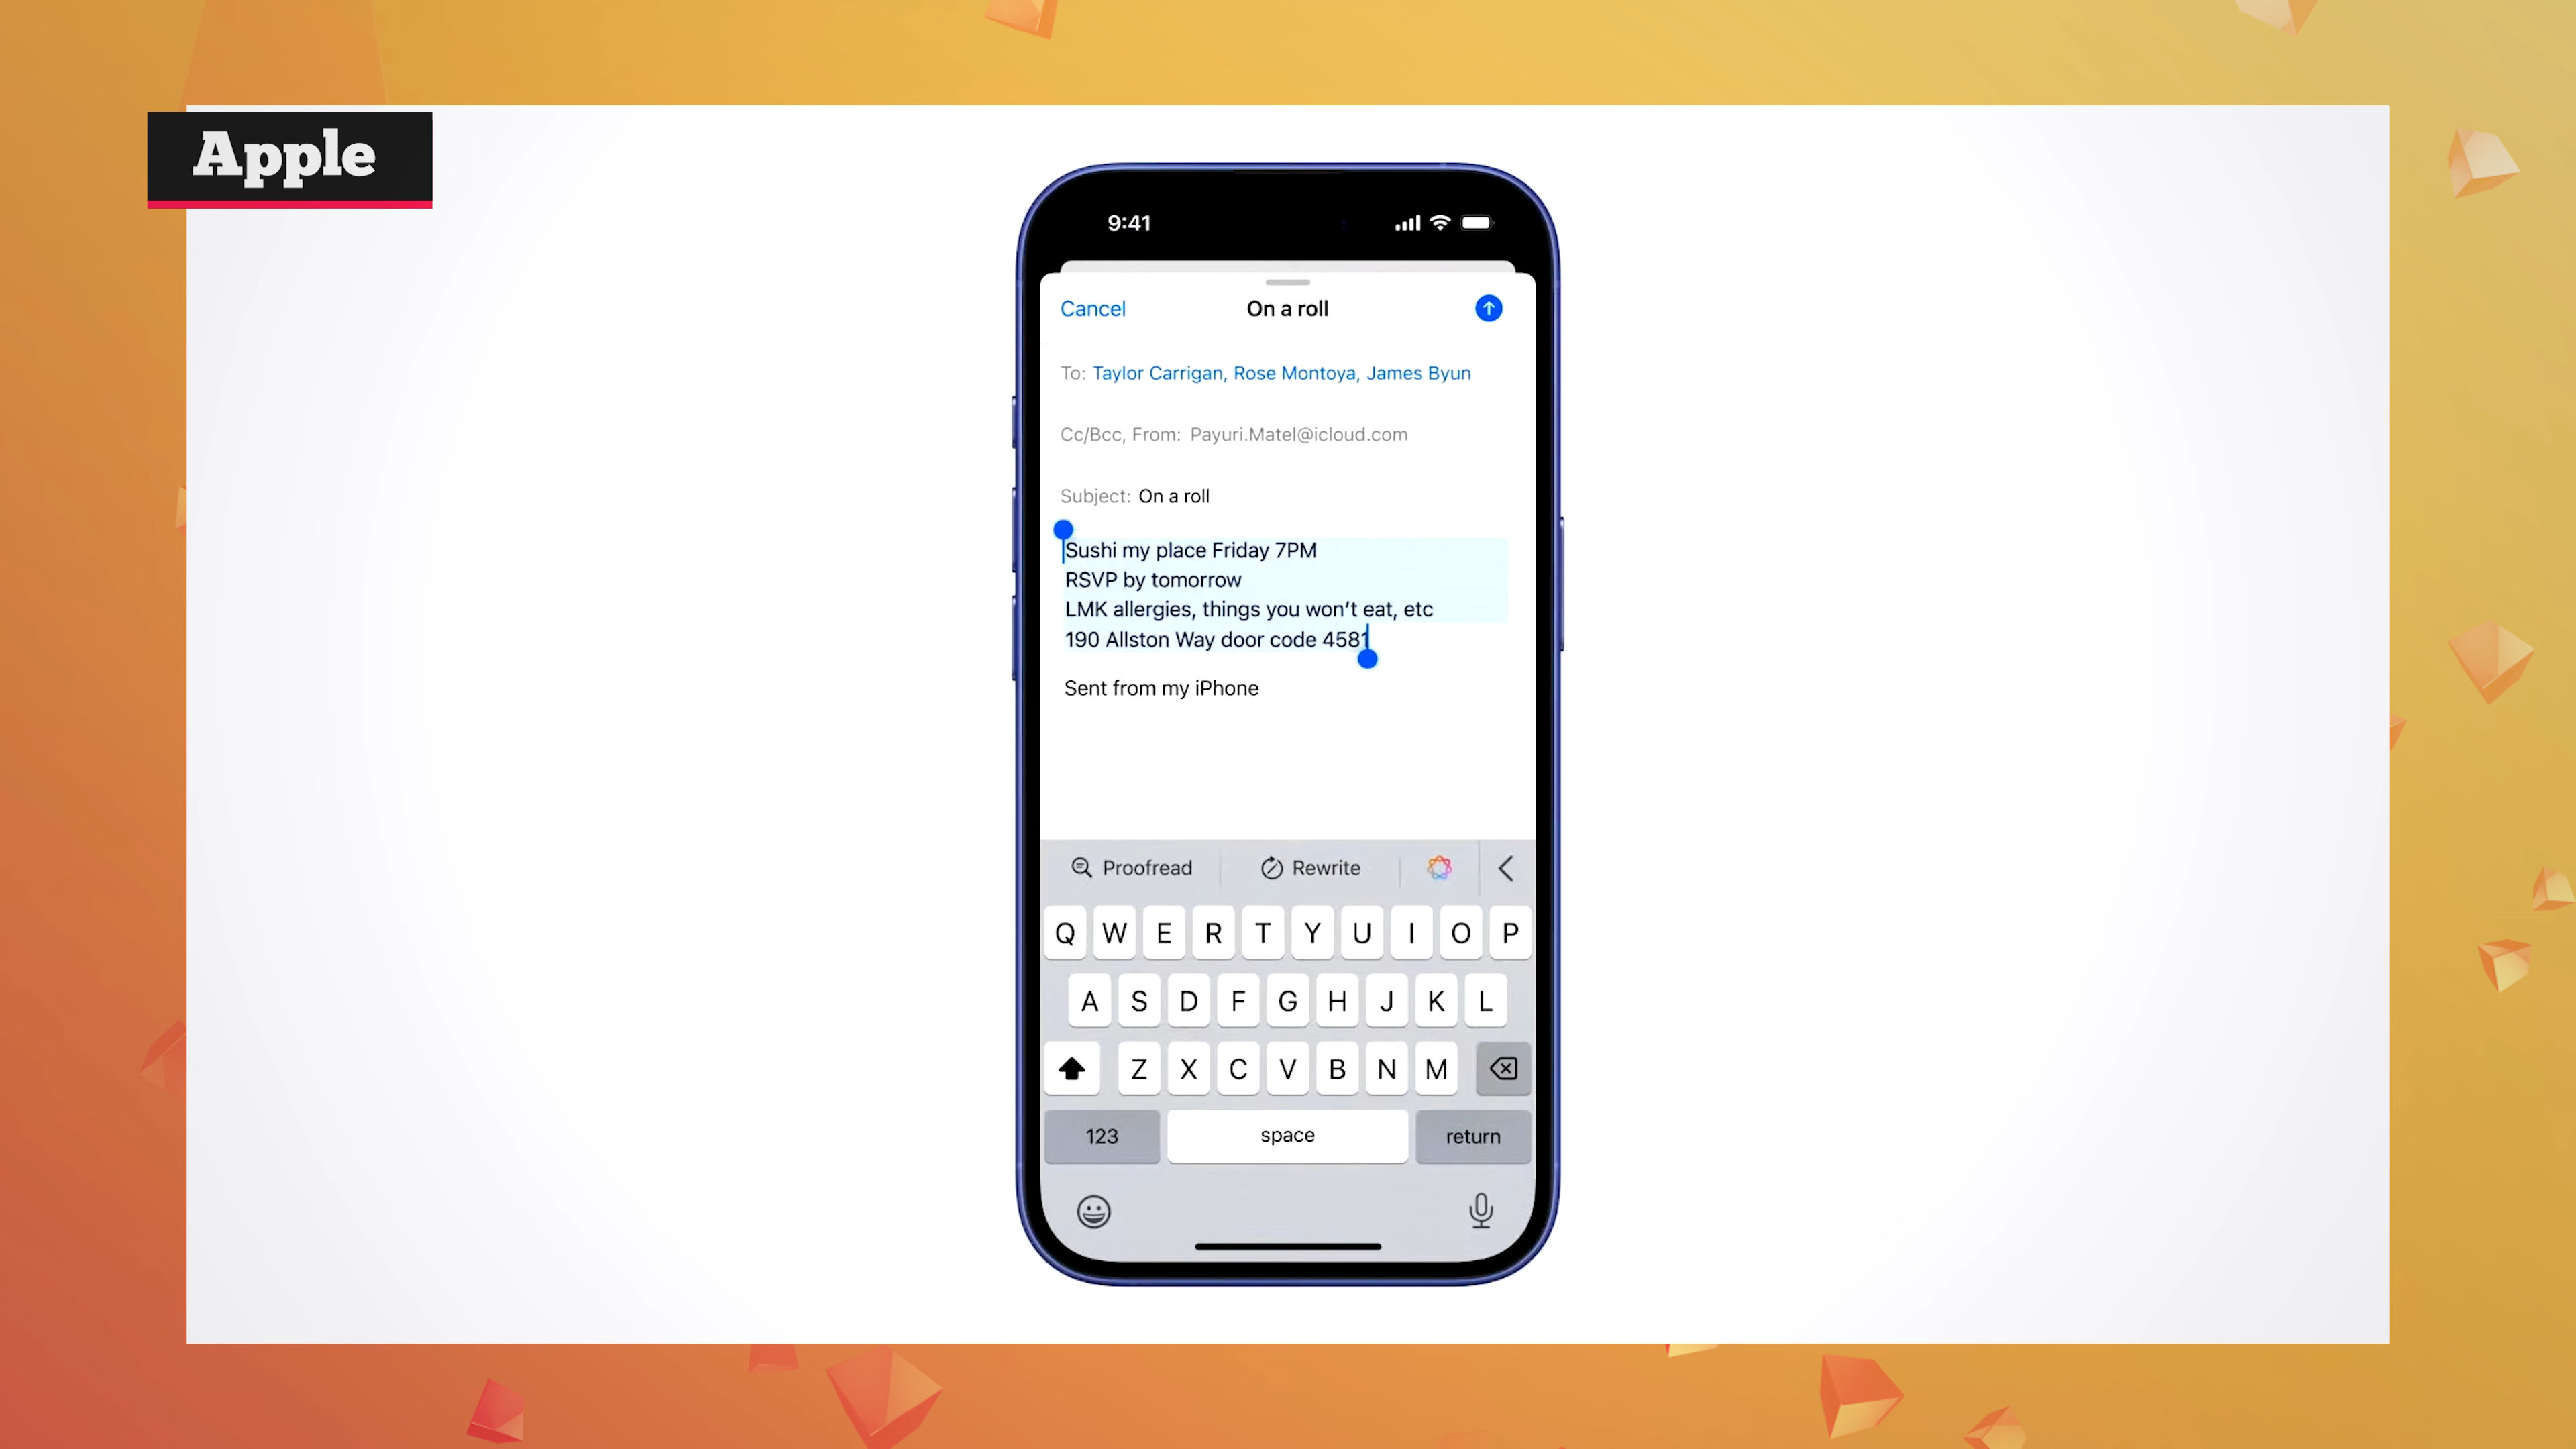 Apple
9:41
Cancel On a roll
To: Taylor Carrigan, Rose Montoya, James Byun
Cc/Bcc, From: Payuri.Matel@icloud.com
Subject: On a roll
Sushi my place Friday 7PM
RSVP by tomorrow
LMK allergies, things you won't eat, etc
190 Allston Way door code 4581
Sent from my iPhone
Proofread Rewrite
Q W E R T Y U I O P
A S D F G H J K L
Z X C V B N M
123 space return